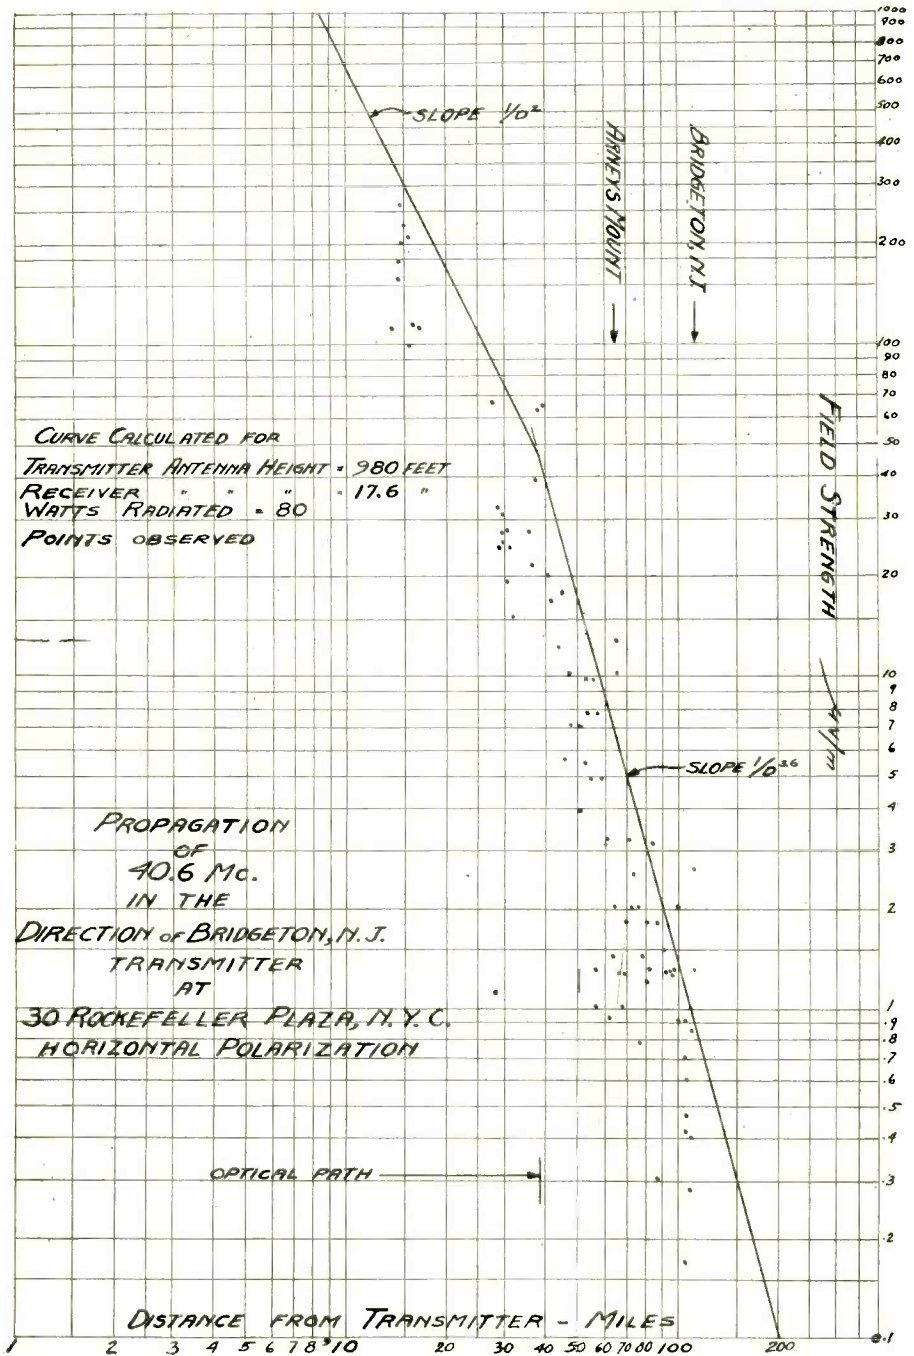 SLOPE 1/D²
ARNEYS MOUNT
BRIDGETON, N.J.
CURVE CALCULATED FOR
TRANSMITTER ANTENNA HEIGHT = 980 FEET
RECEIVER " " " 17.6 "
WATTS RADIATED = 80
POINTS OBSERVED
FIELD STRENGTH μV/m
SLOPE 1/D³·⁶
PROPAGATION
OF
40.6 MC.
IN THE
DIRECTION OF BRIDGETON, N.J.
TRANSMITTER
AT
30 ROCKEFELLER PLAZA, N.Y.C.
HORIZONTAL POLARIZATION
OPTICAL PATH
DISTANCE FROM TRANSMITTER - MILES
1 2 3 4 5 6 7 8 9 10 20 30 40 50 60 70 80 100 200
1000
900
800
700
600
500
400
300
200
100
90
80
70
60
50
40
30
20
10
9
8
7
6
5
4
3
2
1
.9
.8
.7
.6
.5
.4
.3
.2
0.1